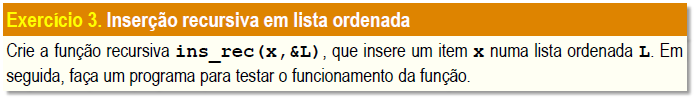 Exercício 3. Inserção recursiva em lista ordenada
Crie a função recursiva ins_rec(x,&L), que insere um item x numa lista ordenada L. Em
seguida, faça um programa para testar o funcionamento da função.